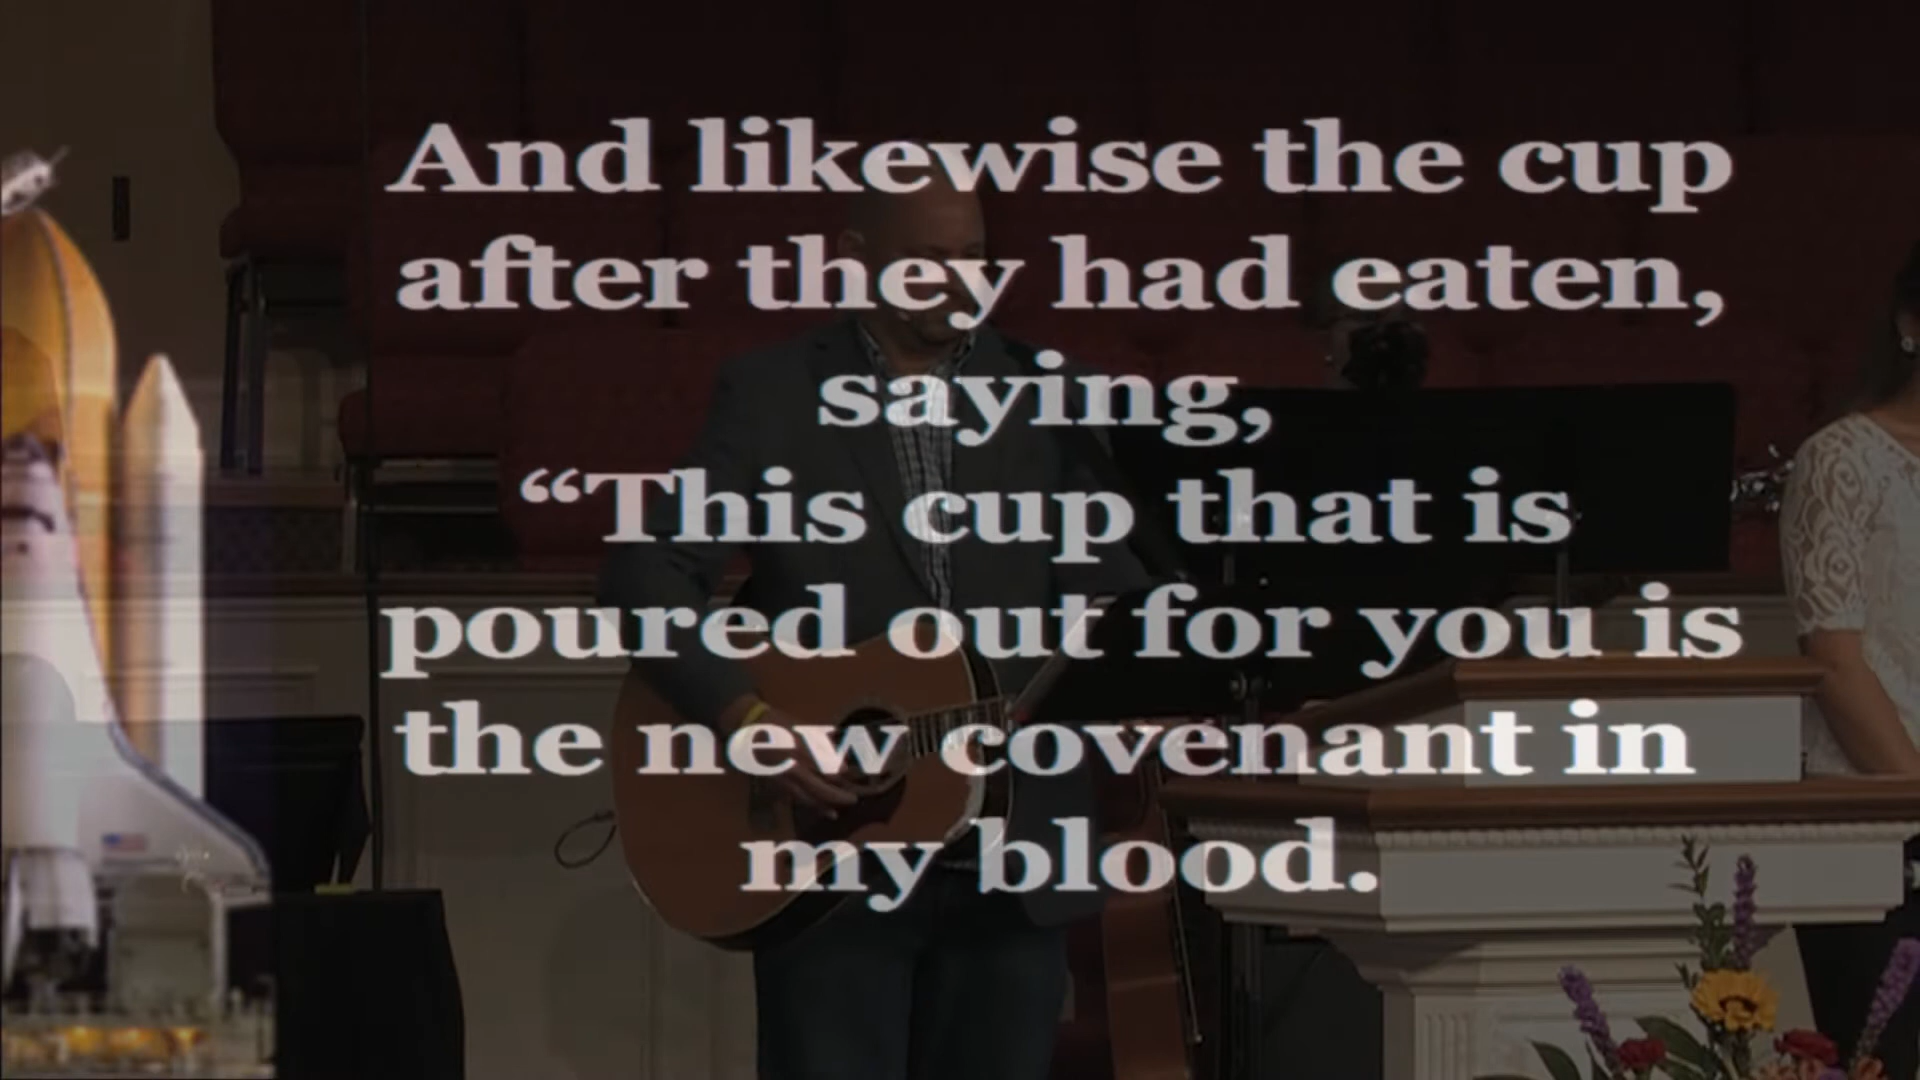 And likewise the cup
after they had eaten,
saying,
“This cup that is
poured out for you is
the new covenant in
my blood.